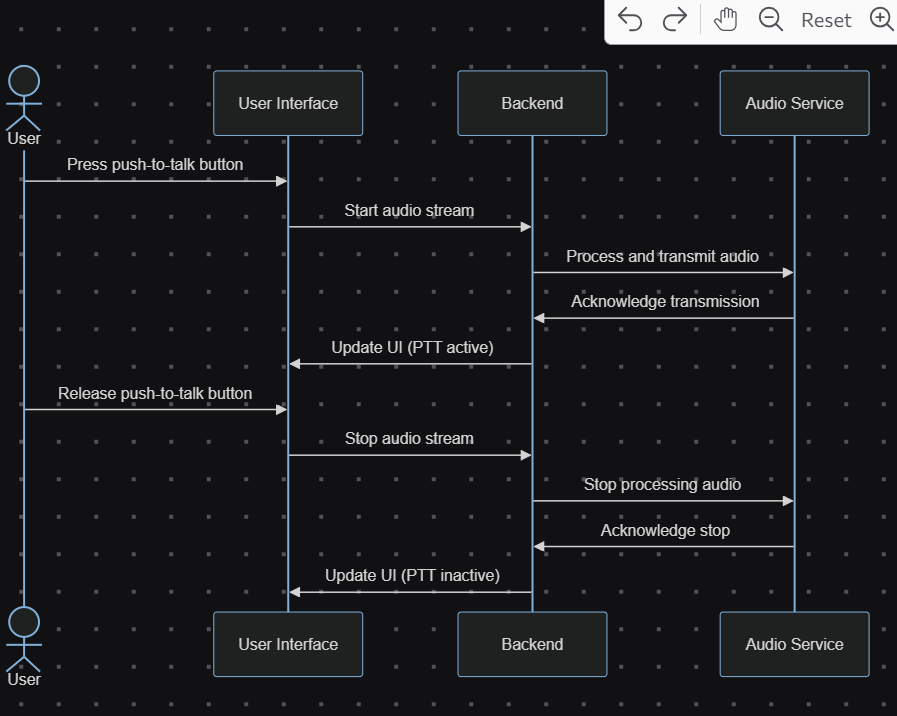 Reset
User Interface
Backend
Audio Service
User
Press push-to-talk button
Start audio stream
Process and transmit audio
Acknowledge transmission
Update UI (PTT active)
Release push-to-talk button
Stop audio stream
Stop processing audio
Acknowledge stop
Update UI (PTT inactive)
User Interface
Backend
Audio Service
User